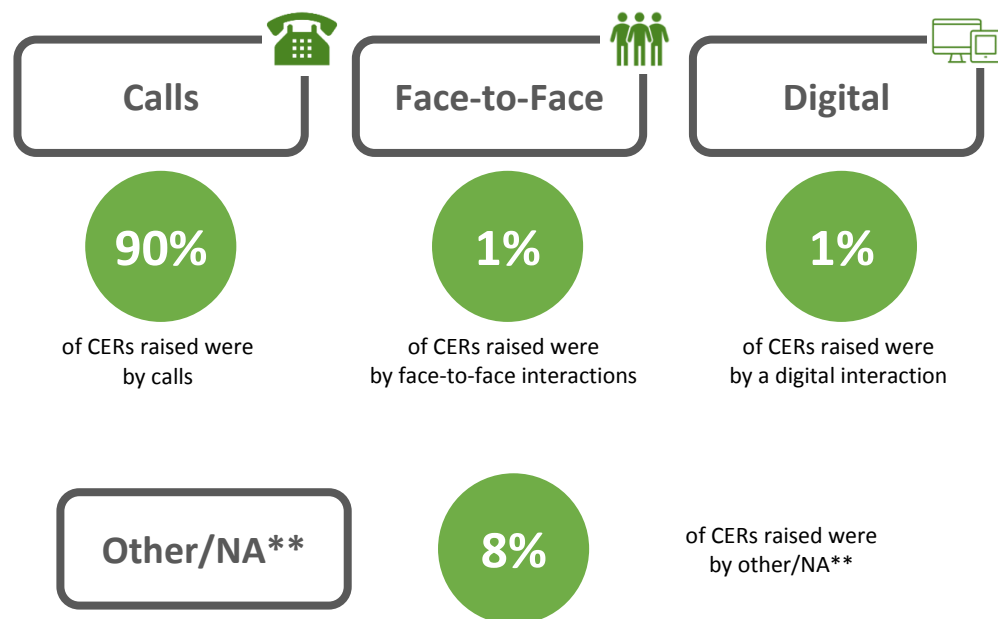 Calls
Face-to-Face
Digital
90%
1%
1%
of CERs raised were
by calls
of CERs raised were
by face-to-face interactions
of CERs raised were
by a digital interaction
Other/NA**
8%
of CERs raised were
by other/NA**